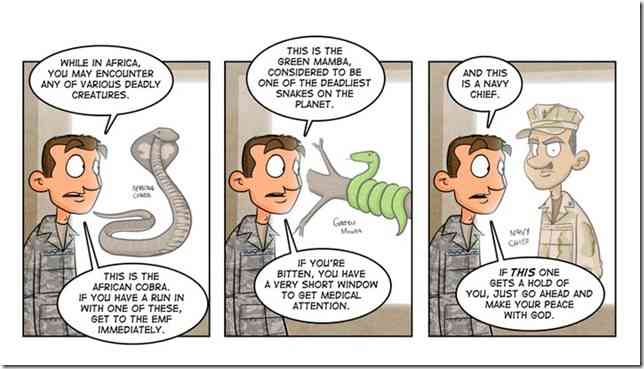 WHILE IN AFRICA,
YOU MAY ENCOUNTER
ANY OF VARIOUS DEADLY
CREATURES.
THIS IS THE
AFRICAN COBRA.
IF YOU HAVE A RUN IN
WITH ONE OF THESE,
GET TO THE EMF
IMMEDIATELY.
THIS IS THE
GREEN MAMBA,
CONSIDERED TO BE
ONE OF THE DEADLIEST
SNAKES ON THE
PLANET.
GREEN
MAMBA
IF YOU'RE
BITTEN, YOU HAVE
A VERY SHORT WINDOW
TO GET MEDICAL
ATTENTION.
AND THIS
IS A NAVY
CHIEF.
NAVY
CHIEF
IF THIS ONE
GETS A HOLD OF
YOU, JUST GO AHEAD AND
MAKE YOUR PEACE
WITH GOD.